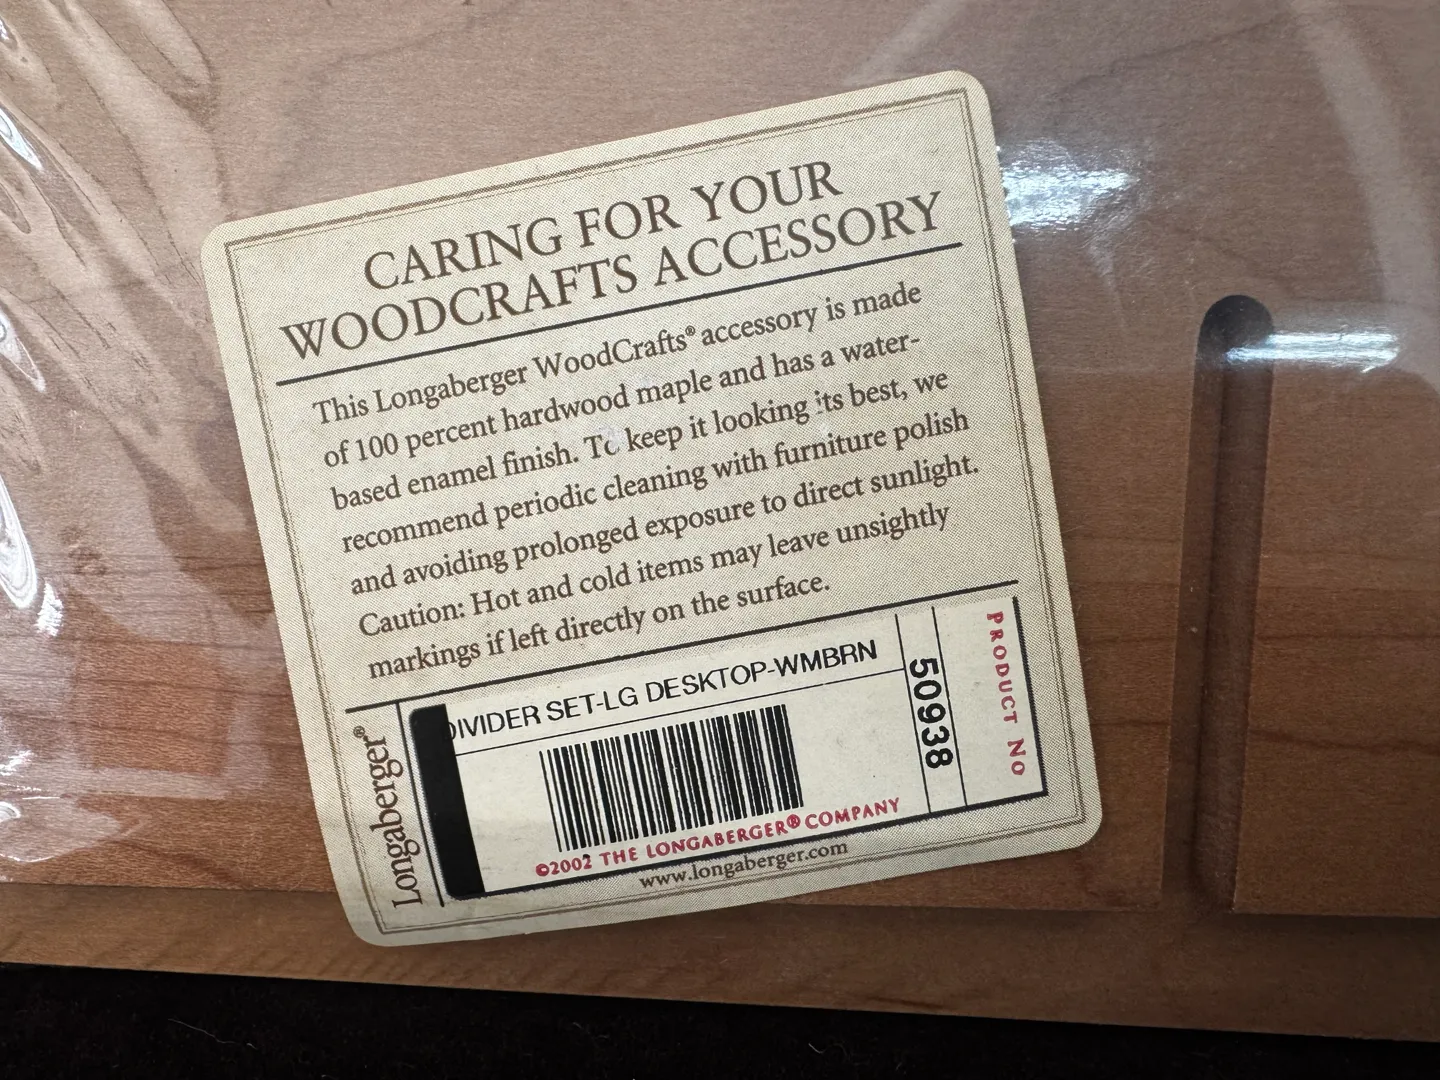 CARING FOR YOUR
WOODCRAFTS ACCESSORY
This Longaberger WoodCrafts® accessory is made
of 100 percent hardwood maple and has a water-
based enamel finish. To keep it looking its best, we
recommend periodic cleaning with furniture polish
and avoiding prolonged exposure to direct sunlight.
Caution: Hot and cold items may leave unsightly
markings if left directly on the surface.
Longaberger®
DIVIDER SET-LG DESKTOP-WMBRN
©2002 THE LONGABERGER® COMPANY
50938
PRODUCT NO
www.longaberger.com